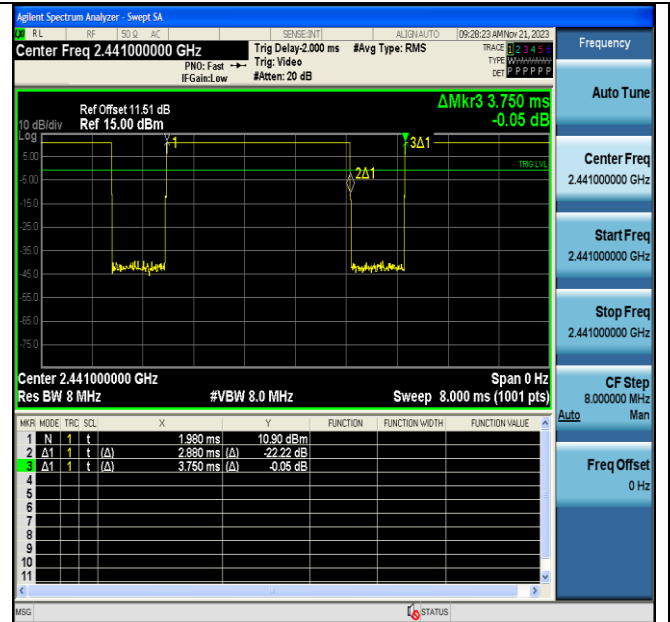 Agilent Spectrum Analyzer - Swept SA
RL RF 50 Ω AC SENSE:INT ALIGNAUTO 09:28:23 AM Nov 21, 2023
Center Freq 2.441000000 GHz
PNO: Fast
IFGain:Low
Trig Delay-2.000 ms
Trig: Video
#Atten: 20 dB
#Avg Type: RMS
TRACE 1 2 3 4 5 6
TYPE
DET P P P P P P
Frequency
Auto Tune
Center Freq
2.441000000 GHz
Start Freq
2.441000000 GHz
Stop Freq
2.441000000 GHz
CF Step
8.000000 MHz
Auto Man
Freq Offset
0 Hz
ΔMkr3 3.750 ms
-0.05 dB
Ref Offset 11.51 dB
10 dB/div Ref 15.00 dBm
Log
1
2Δ1
3Δ1
TRIG LVL
5.00
-5.00
-15.0
-25.0
-35.0
-45.0
-55.0
-65.0
-75.0
Center 2.441000000 GHz Span 0 Hz
Res BW 8 MHz #VBW 8.0 MHz Sweep 8.000 ms (1001 pts)
MKR MODE TRC SCL X Y FUNCTION FUNCTION WIDTH FUNCTION VALUE
1 N 1 t 1.980 ms 10.90 dBm
2 Δ1 1 t (Δ) 2.880 ms (Δ) -22.22 dB
3 Δ1 1 t (Δ) 3.750 ms (Δ) -0.05 dB
4
5
6
7
8
9
10
11
MSG STATUS